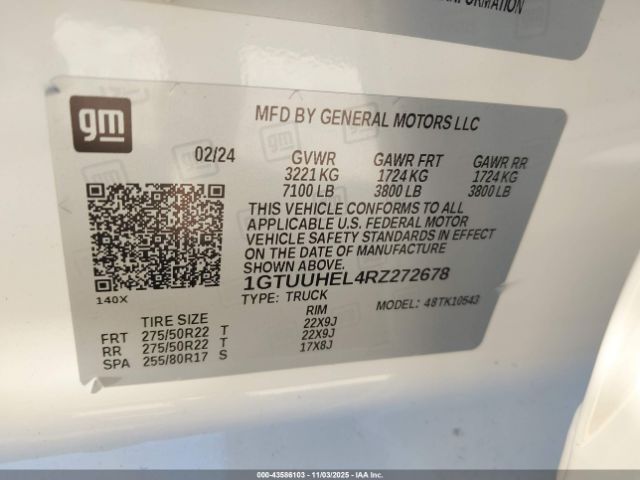 INFORMATION
gm
MFD BY GENERAL MOTORS LLC
02/24 GVWR GAWR FRT GAWR RR
3221 KG 1724 KG 1724 KG
7100 LB 3800 LB 3800 LB
THIS VEHICLE CONFORMS TO ALL
APPLICABLE U.S. FEDERAL MOTOR
VEHICLE SAFETY STANDARDS IN EFFECT
ON THE DATE OF MANUFACTURE
SHOWN ABOVE.
140X
1GTUUHEL4RZ272678
TYPE: TRUCK MODEL: 48TK10543
TIRE SIZE RIM
FRT 275/50R22 T 22X9J
RR 275/50R22 T 22X9J
SPA 255/80R17 S 17X8J
000-43586103 - 11/03/2025 - IAAI.COM